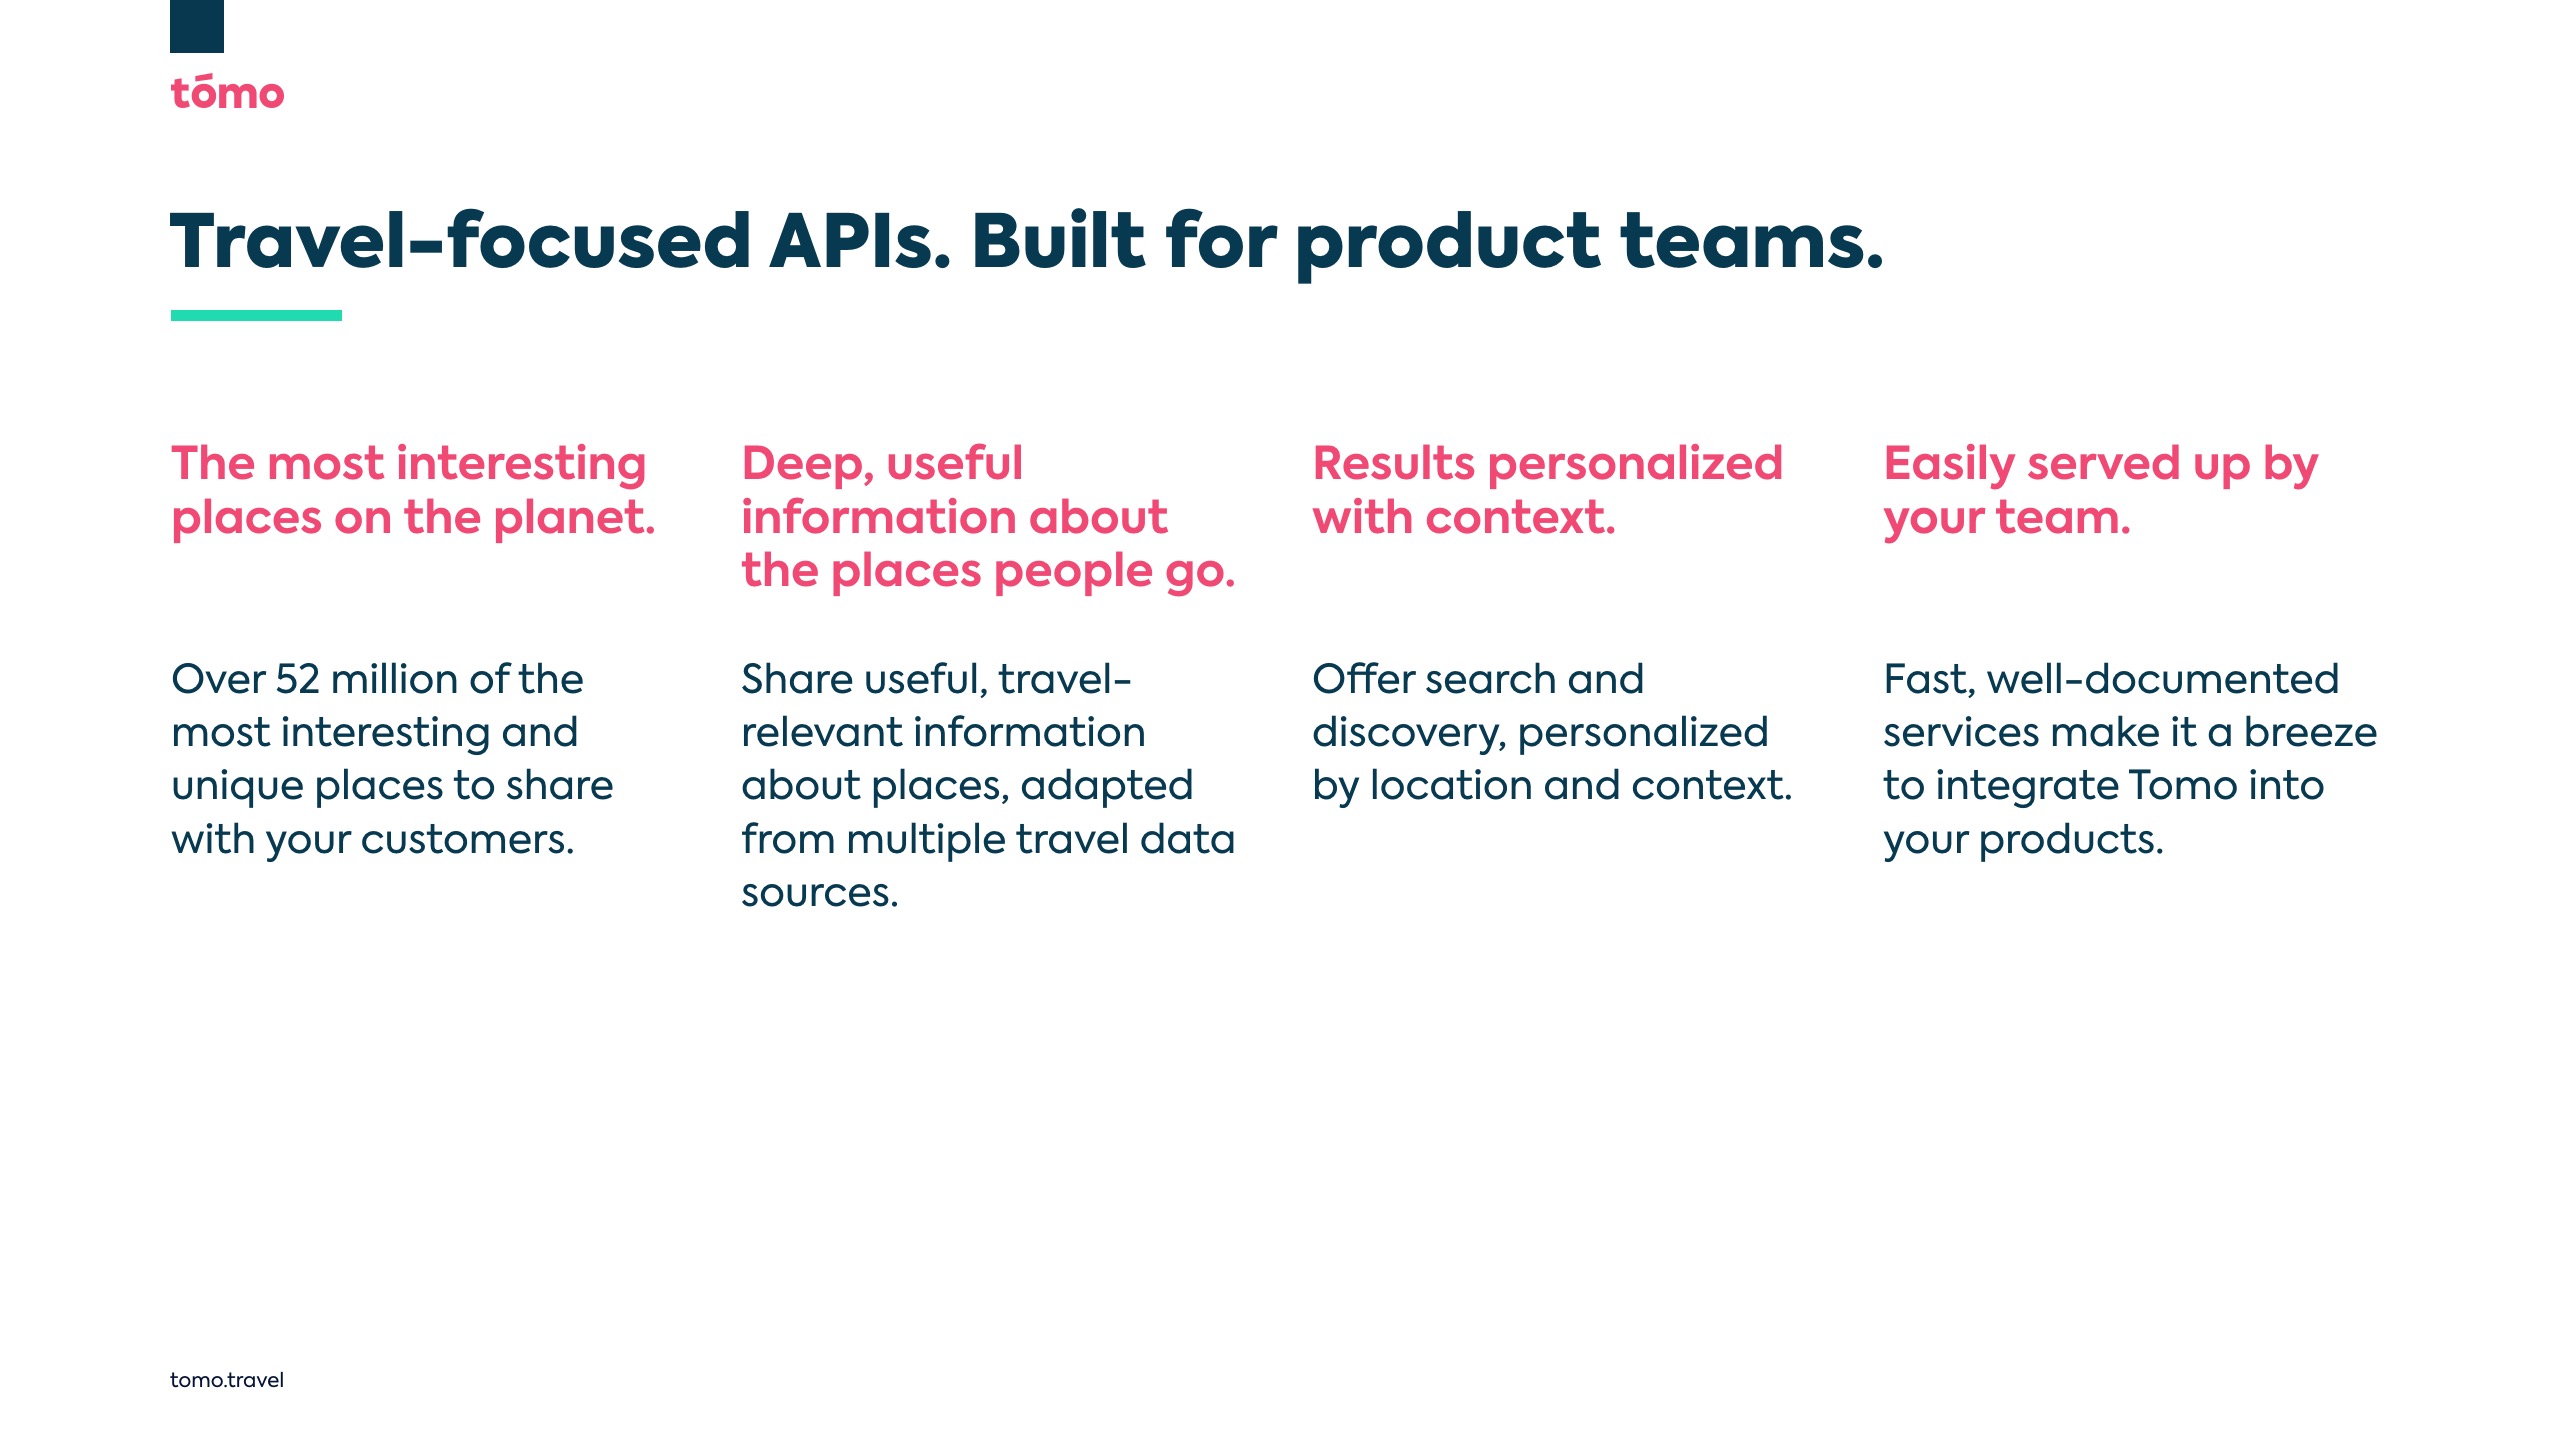 tómo
Travel-focused APIs. Built for product teams.
The most interesting
places on the planet.
Over 52 million of the
most interesting and
unique places to share
with your customers.
Deep, useful
information about
the places people go.
Share useful, travel-
relevant information
about places, adapted
from multiple travel data
sources.
Results personalized
with context.
Offer search and
discovery, personalized
by location and context.
Easily served up by
your team.
Fast, well-documented
services make it a breeze
to integrate Tomo into
your products.
tomo.travel